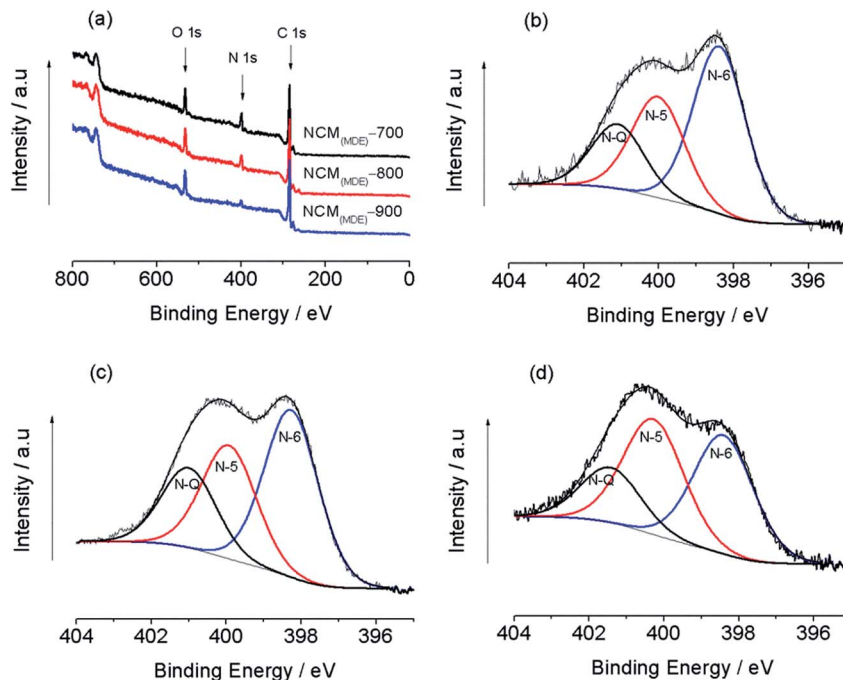 (a)
O 1s
N 1s
C 1s
NCM(MDE)−700
NCM(MDE)−800
NCM(MDE)−900
Intensity / a.u
800 600 400 200 0
Binding Energy / eV
(b)
N-Q
N-5
N-6
Intensity / a.u
404 402 400 398 396
Binding Energy / eV
(c)
N-Q
N-5
N-6
Intensity / a.u
404 402 400 398 396
Binding Energy / eV
(d)
N-Q
N-5
N-6
Intensity / a.u
404 402 400 398 396
Binding Energy / eV